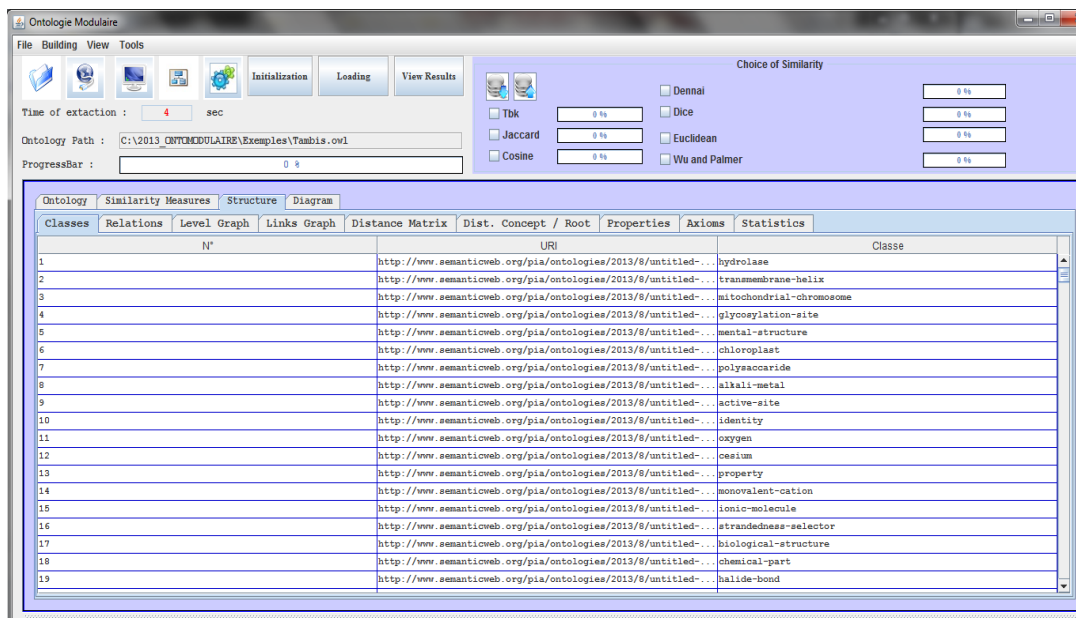 Ontologie Modulaire
File Building View Tools
Initialization Loading View Results
Choice of Similarity
Time of extaction : 4 sec
Ontology Path : C:\2013_ONTOMODULAIRE\Exemples\Tambis.owl
ProgressBar : 0 %
Tbk 0 %
Jaccard 0 %
Cosine 0 %
Dennai 0 %
Dice 0 %
Euclidean 0 %
Wu and Palmer 0 %
Ontology Similarity Measures Structure Diagram
Classes Relations Level Graph Links Graph Distance Matrix Dist. Concept / Root Properties Axioms Statistics
N° URI Classe
1 http://www.semanticweb.org/pia/ontologies/2013/8/untitled-... hydrolase
2 http://www.semanticweb.org/pia/ontologies/2013/8/untitled-... transmembrane-helix
3 http://www.semanticweb.org/pia/ontologies/2013/8/untitled-... mitochondrial-chromosome
4 http://www.semanticweb.org/pia/ontologies/2013/8/untitled-... glycosylation-site
5 http://www.semanticweb.org/pia/ontologies/2013/8/untitled-... mental-structure
6 http://www.semanticweb.org/pia/ontologies/2013/8/untitled-... chloroplast
7 http://www.semanticweb.org/pia/ontologies/2013/8/untitled-... polysaccaride
8 http://www.semanticweb.org/pia/ontologies/2013/8/untitled-... alkali-metal
9 http://www.semanticweb.org/pia/ontologies/2013/8/untitled-... active-site
10 http://www.semanticweb.org/pia/ontologies/2013/8/untitled-... identity
11 http://www.semanticweb.org/pia/ontologies/2013/8/untitled-... oxygen
12 http://www.semanticweb.org/pia/ontologies/2013/8/untitled-... cesium
13 http://www.semanticweb.org/pia/ontologies/2013/8/untitled-... property
14 http://www.semanticweb.org/pia/ontologies/2013/8/untitled-... monovalent-cation
15 http://www.semanticweb.org/pia/ontologies/2013/8/untitled-... ionic-molecule
16 http://www.semanticweb.org/pia/ontologies/2013/8/untitled-... strandedness-selector
17 http://www.semanticweb.org/pia/ontologies/2013/8/untitled-... biological-structure
18 http://www.semanticweb.org/pia/ontologies/2013/8/untitled-... chemical-part
19 http://www.semanticweb.org/pia/ontologies/2013/8/untitled-... halide-bond